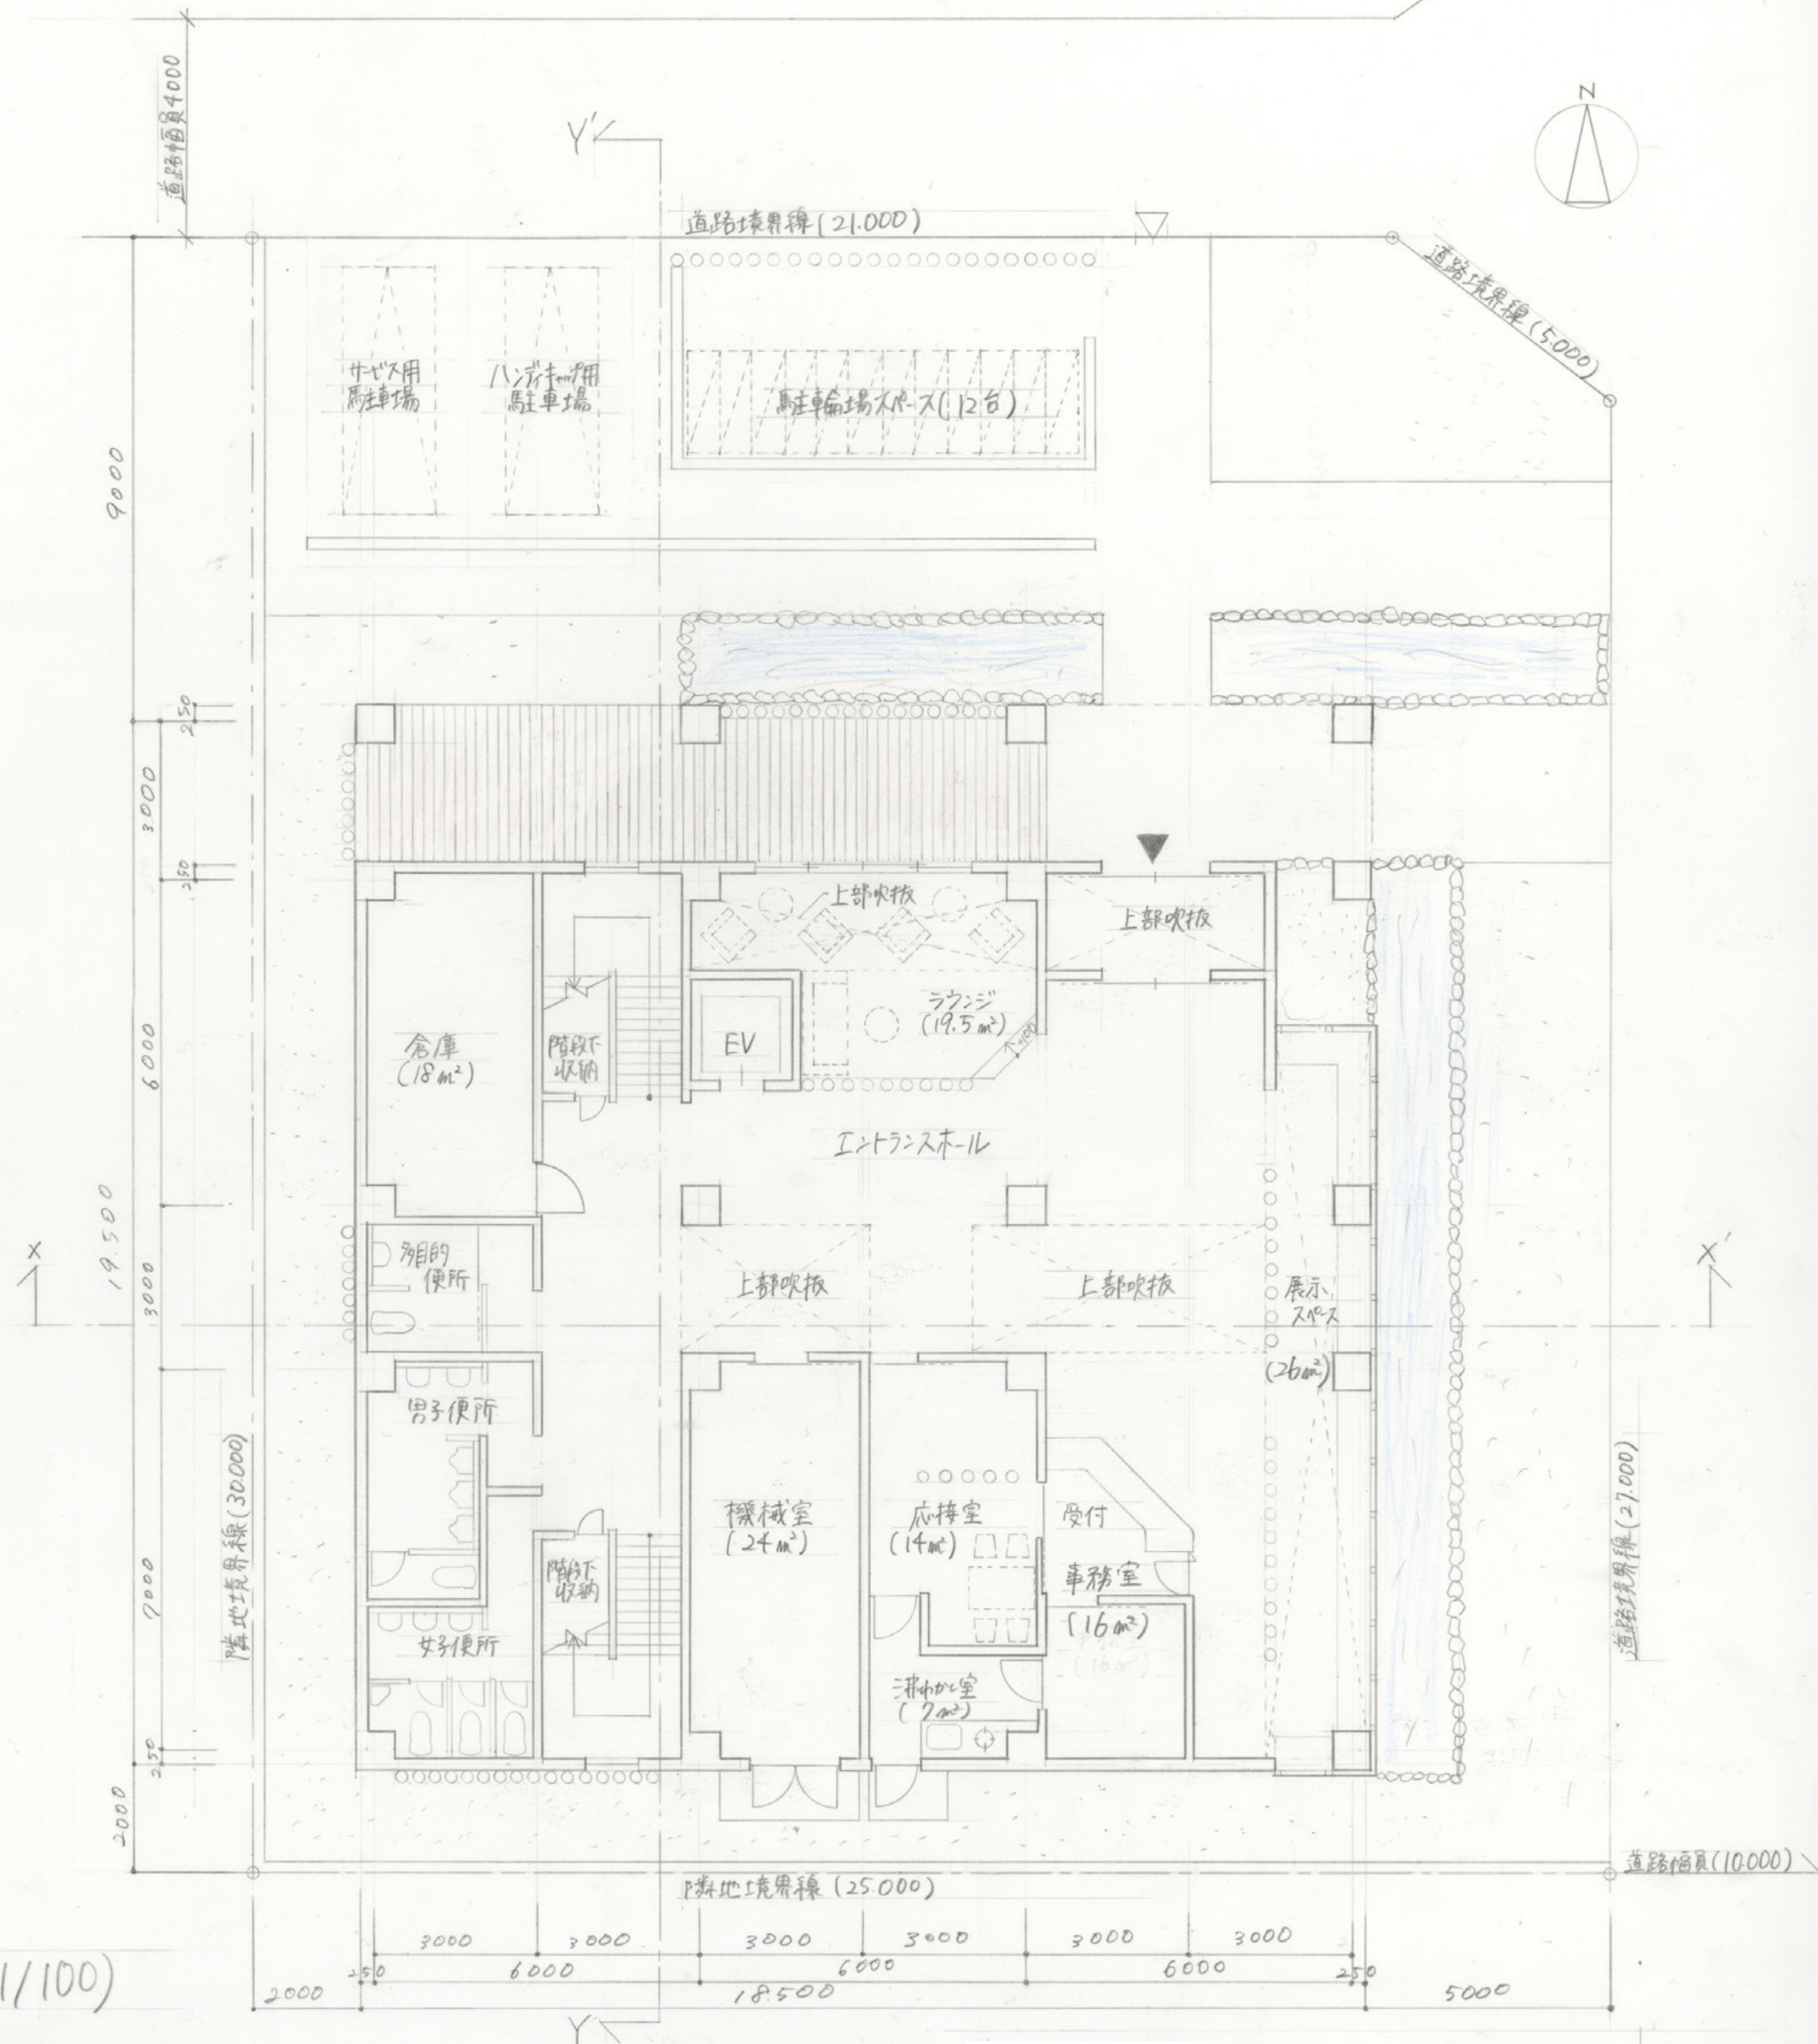 道路幅員4000
Y'
N
道路境界線(21.000)
道路境界線(5.000)
サービス用
駐車場
ハンディキャップ用
駐車場
駐輪場スペース(12台)
9000
250
3000
250
上部吹抜
上部吹抜
ラウンジ
(19.5㎡)
+100
EV
倉庫
(18㎡)
階段下
収納
6000
エントランスホール
19.500
X
X'
3000
多目的
便所
上部吹抜
上部吹抜
展示
スペース
(26㎡)
男子便所
隣地境界線(30.000)
道路境界線(27.000)
機械室
(24㎡)
応接室
(14㎡)
受付
事務室
(16㎡)
階段下
収納
7000
女子便所
湯わかし室
(7㎡)
250
2000
道路幅員(10.000)
隣地境界線(25.000)
3000
3000
3000
3000
3000
3000
250
6000
6000
6000
250
2000
18.500
5000
1/100)
Y